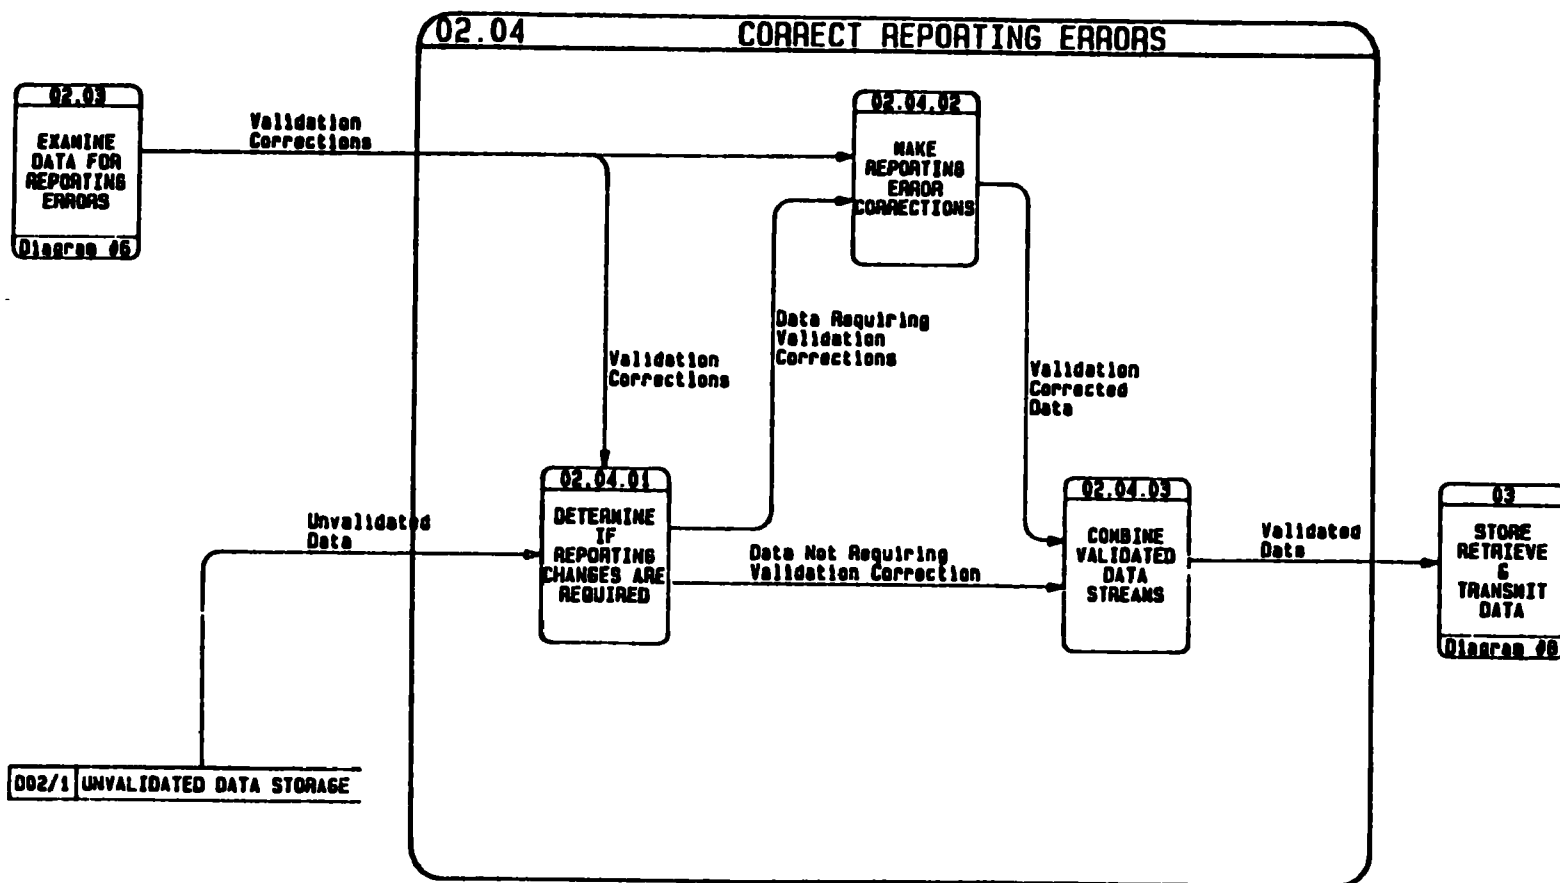 02.04
CORRECT REPORTING ERRORS
02.03
EXAMINE
DATA FOR
REPORTING
ERRORS
Diagram #6
Validation
Corrections
02.04.02
MAKE
REPORTING
ERROR
CORRECTIONS
Data Requiring
Validation
Corrections
Validation
Corrections
Validation
Corrected
Data
02.04.01
DETERMINE
IF
REPORTING
CHANGES ARE
REQUIRED
Unvalidated
Data
Data Not Requiring
Validation Correction
02.04.03
COMBINE
VALIDATED
DATA
STREAMS
Validated
Data
03
STORE
RETRIEVE
&
TRANSMIT
DATA
Diagram
D02/1 UNVALIDATED DATA STORAGE